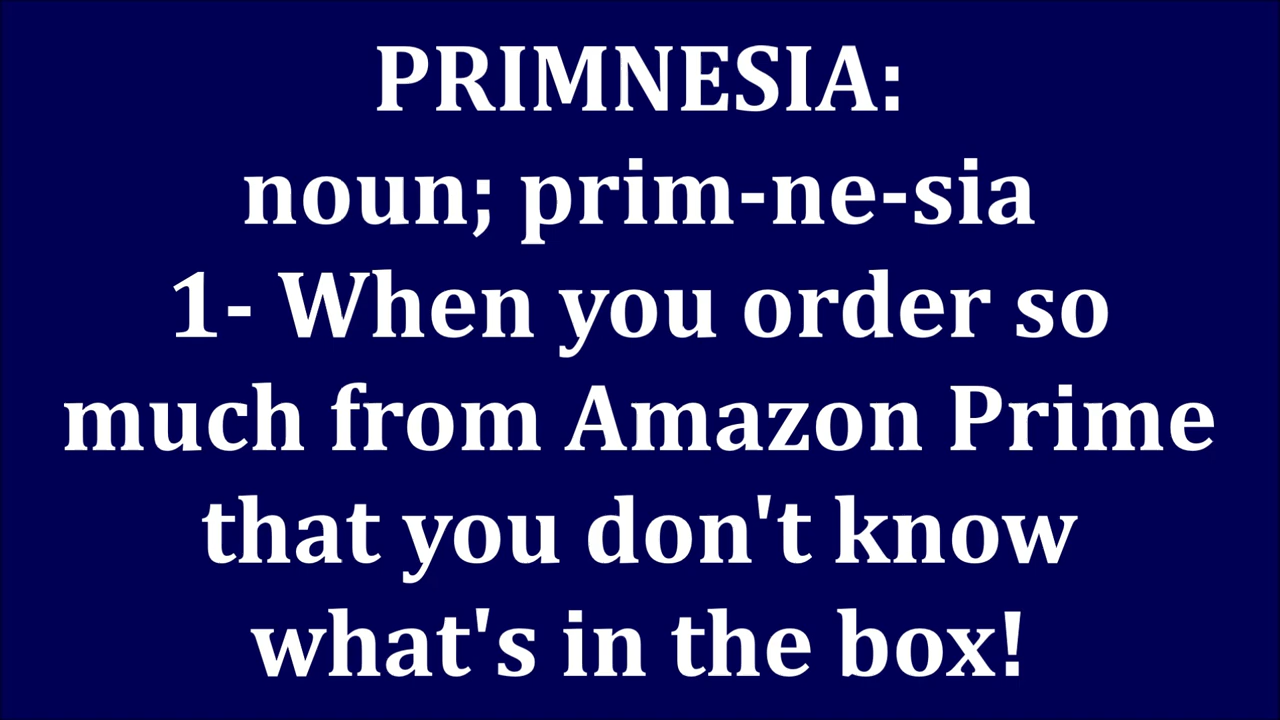 PRIMNESIA:
noun; prim-ne-sia
1- When you order so
much from Amazon Prime
that you don't know
what's in the box!